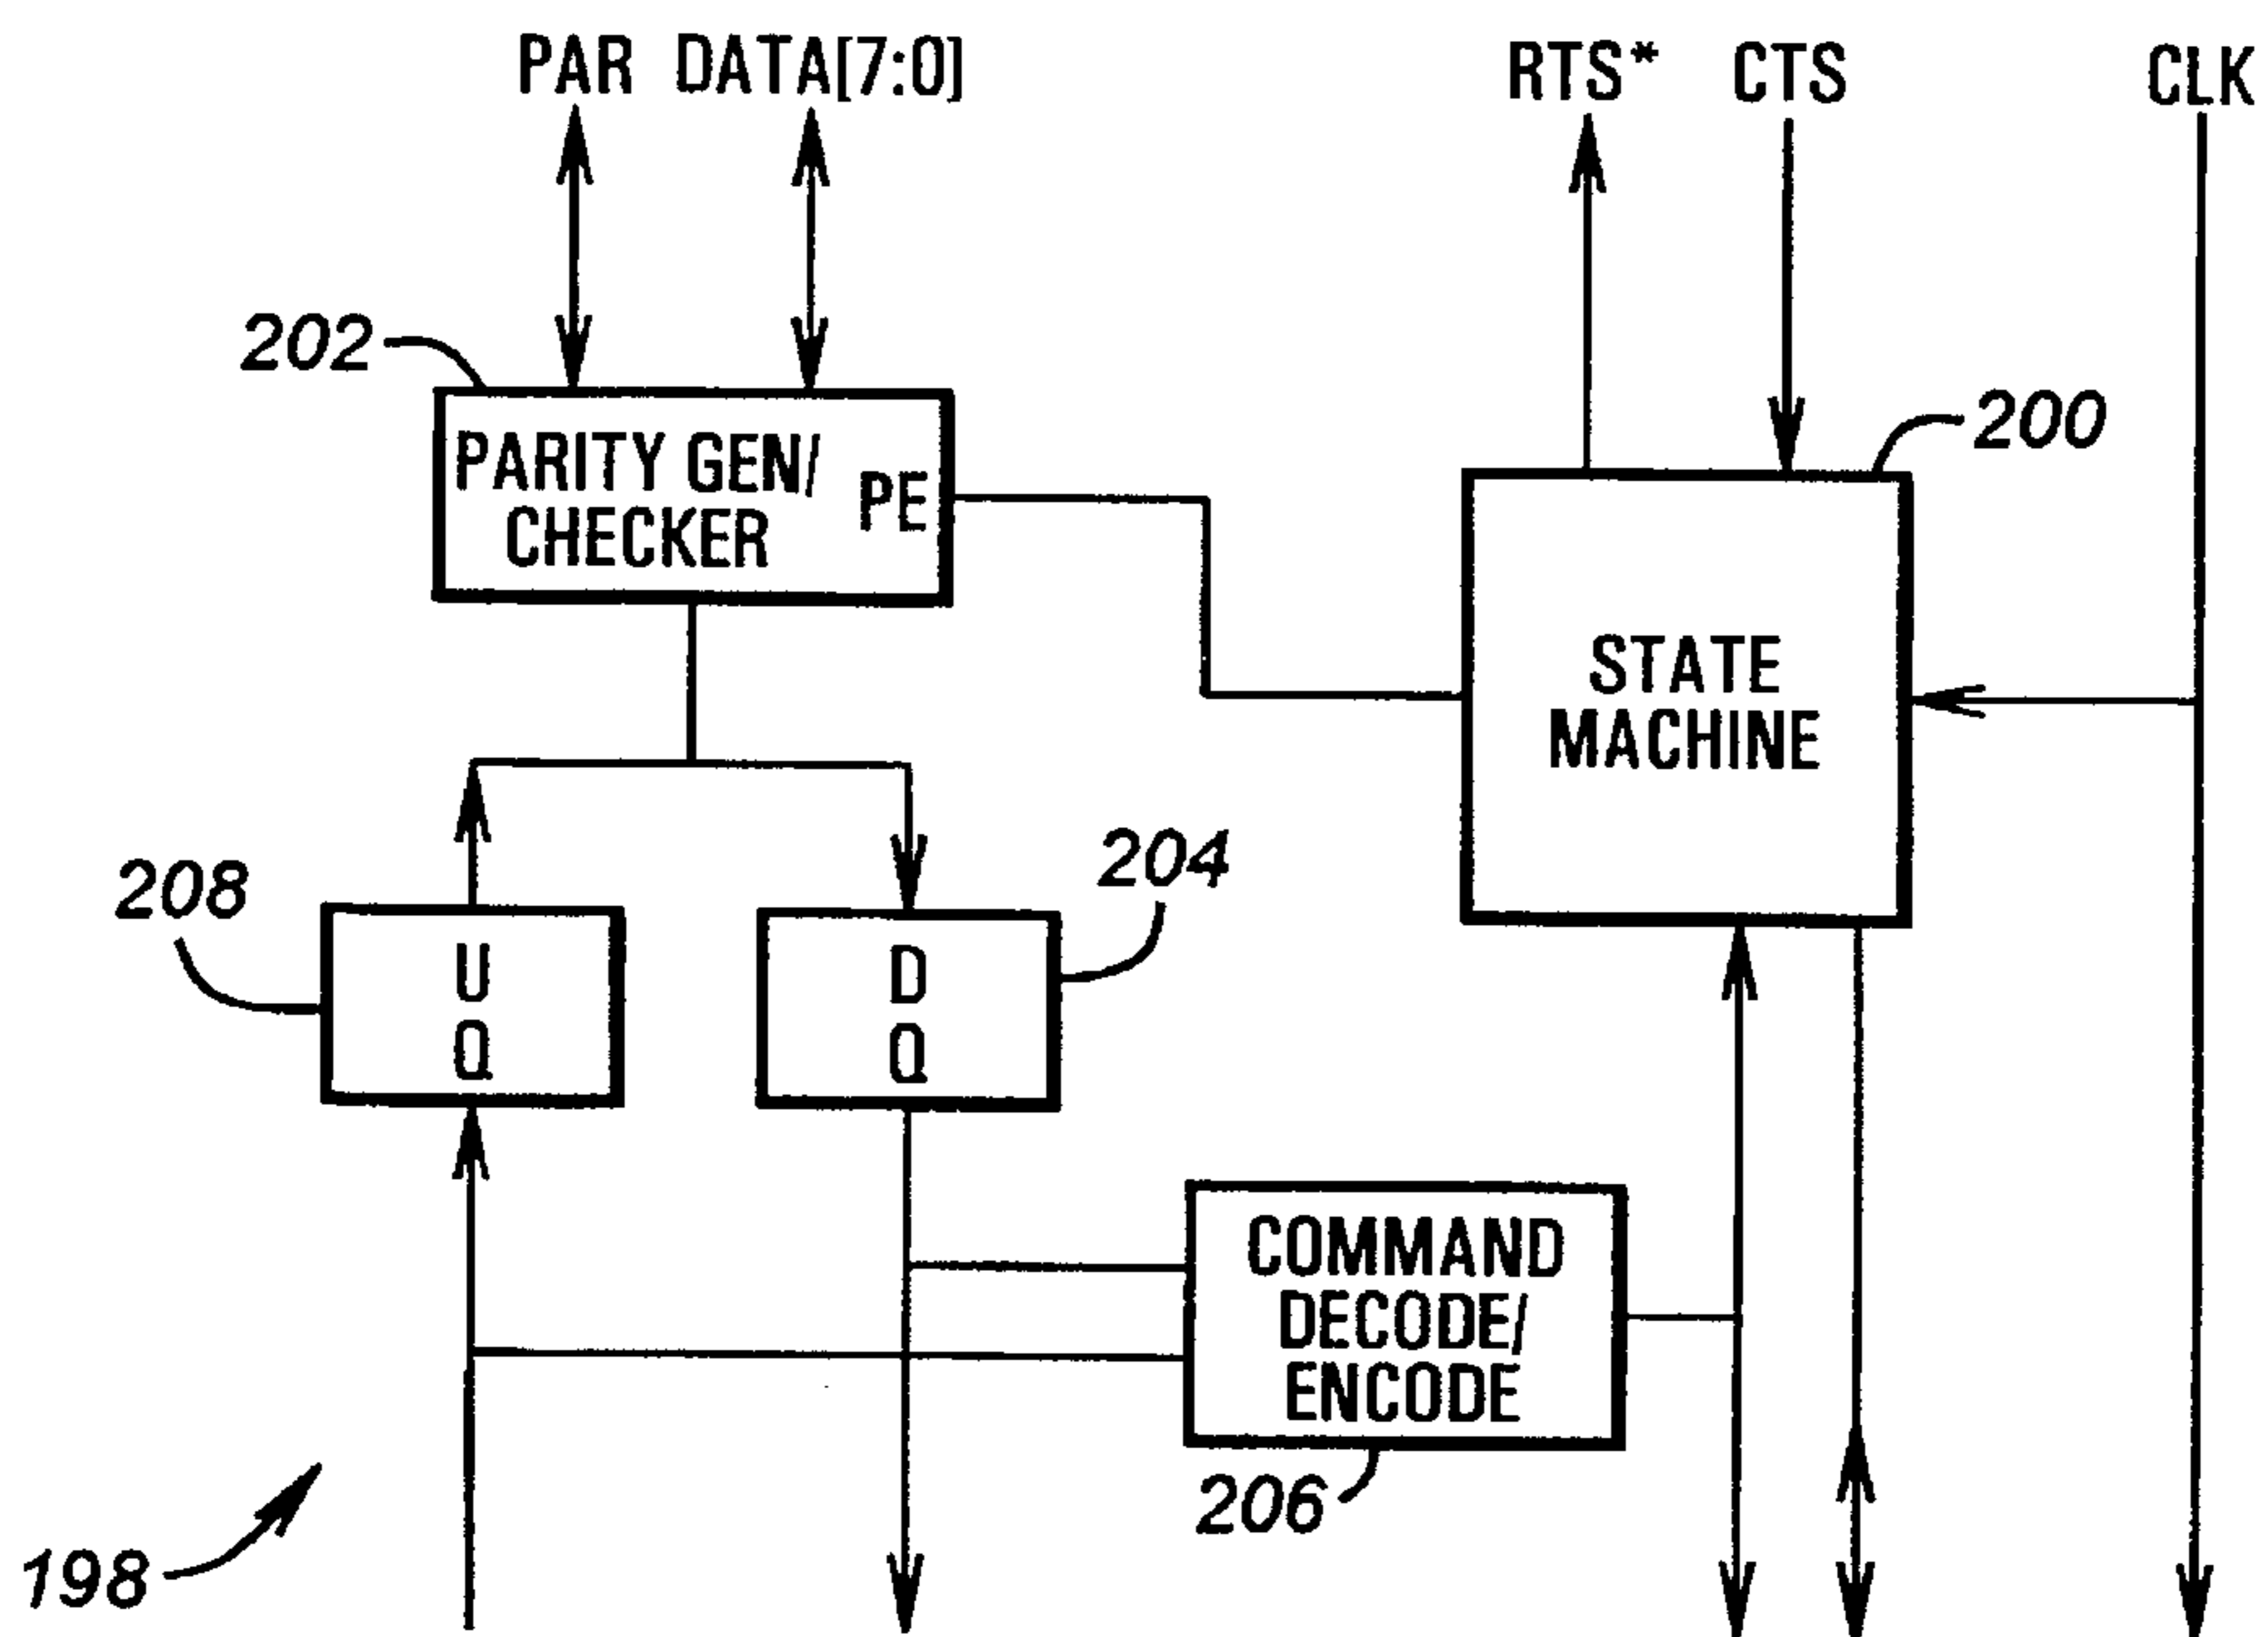 PAR DATA[7:0]
RTS* CTS CLK
202
PARITY GEN/
CHECKER
PE
200
STATE
MACHINE
208
U
Q
204
D
Q
COMMAND
DECODE/
ENCODE
206
198